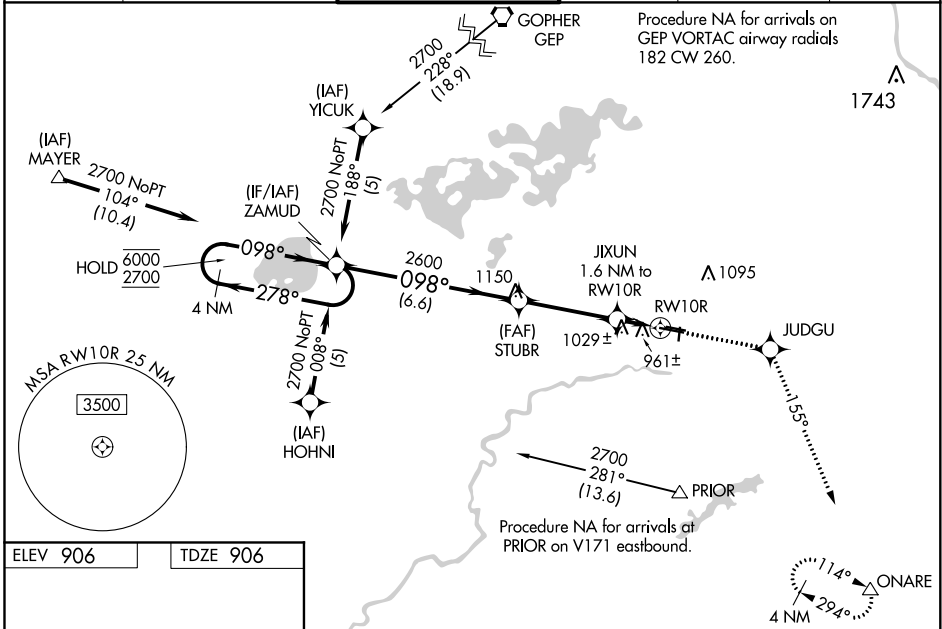 GOPHER
GEP
Procedure NA for arrivals on
GEP VORTAC airway radials
182 CW 260.
2700
228°
(18.9)
1743
(IAF)
YICUK
(IAF)
MAYER
2700 NoPT
104°
(10.4)
2700 NoPT
188°
(5)
(IF/IAF)
ZAMUD
HOLD 6000
2700
098°
278°
4 NM
2600
098°
(6.6)
1150
(FAF)
STUBR
JIXUN
1.6 NM to
RW10R
1095
RW10R
1029±
961±
JUDGU
155°
2700 NoPT
008°
(5)
(IAF)
HOHNI
MSA RW10R 25 NM
3500
2700
281°
(13.6)
PRIOR
Procedure NA for arrivals at
PRIOR on V171 eastbound.
ELEV 906
TDZE 906
114°
ONARE
294°
4 NM